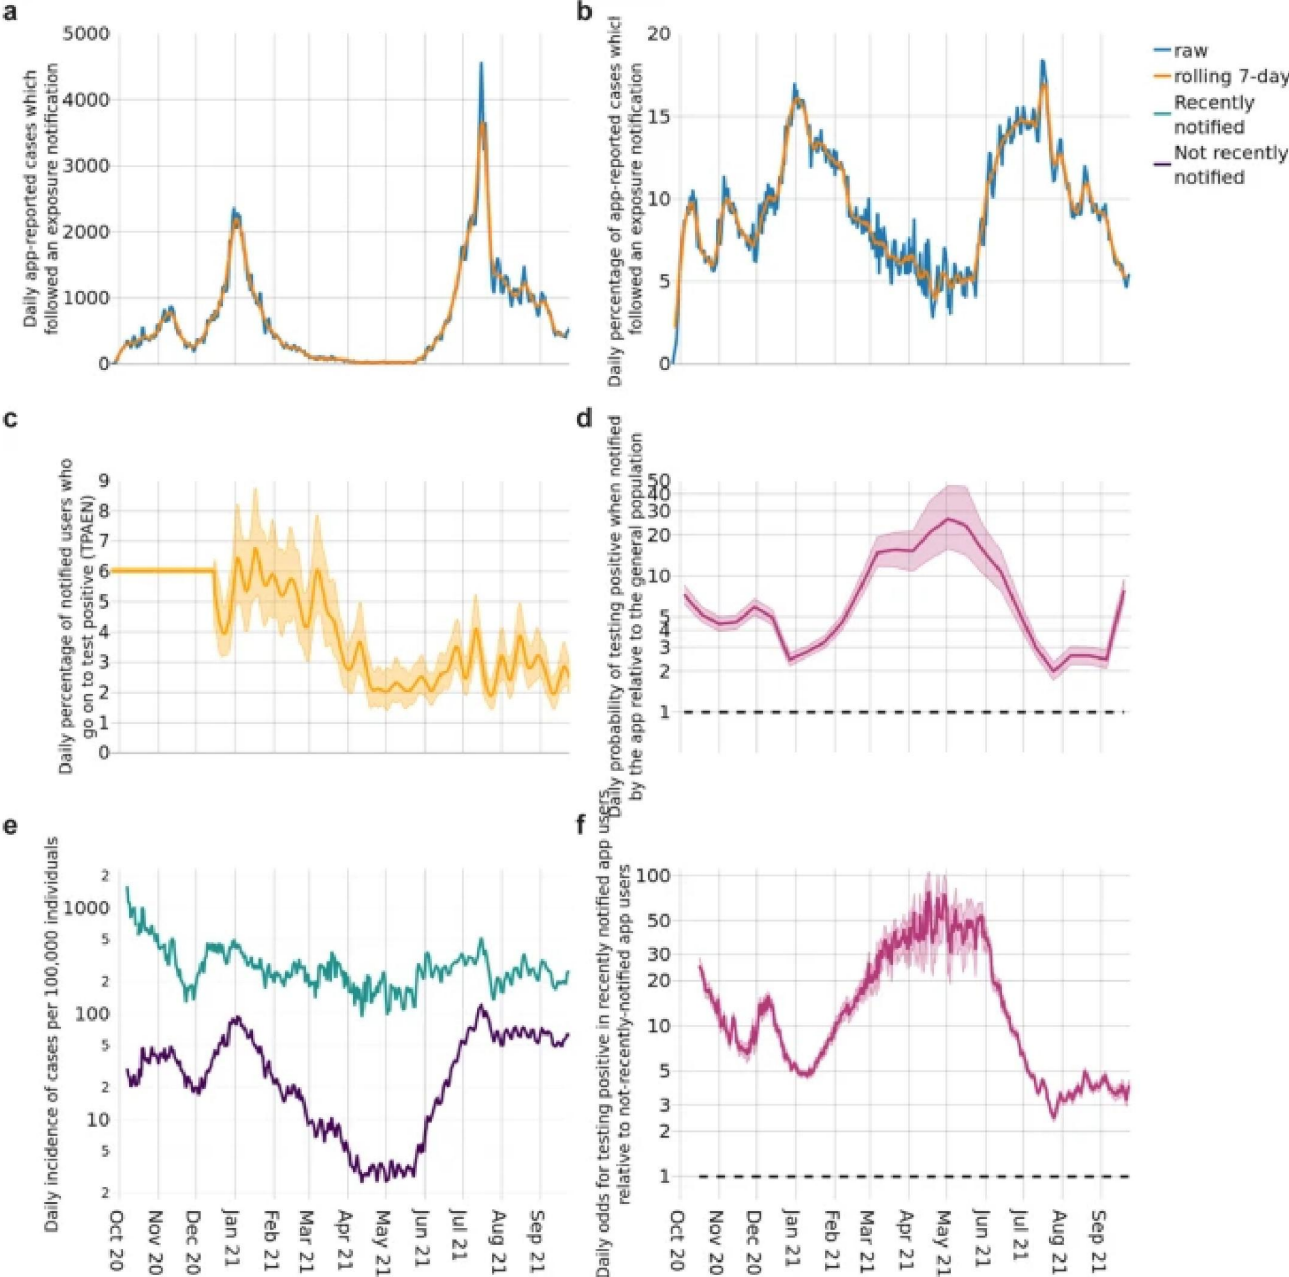 a
5000
4000
3000
2000
1000
0
Daily app-reported cases which
followed an exposure notification
b
20
15
10
5
0
Daily percentage of app-reported cases which
followed an exposure notification
raw
rolling 7-day
Recently
notified
Not recently
notified
c
9
8
7
6
5
4
3
2
1
0
Daily percentage of notified users who
go on to test positive (TPAEN)
d
50
40
30
20
10
5
4
3
2
1
Daily probability of testing positive when notified
by the app relative to the general population
e
2
1000
5
2
100
5
2
10
5
2
Daily incidence of cases per 100,000 individuals
Oct 20
Nov 20
Dec 20
Jan 21
Feb 21
Mar 21
Apr 21
May 21
Jun 21
Jul 21
Aug 21
Sep 21
f
100
50
30
20
10
5
3
2
1
Daily odds for testing positive in recently notified app users
relative to not-recently-notified app users
Oct 20
Nov 20
Dec 20
Jan 21
Feb 21
Mar 21
Apr 21
May 21
Jun 21
Jul 21
Aug 21
Sep 21